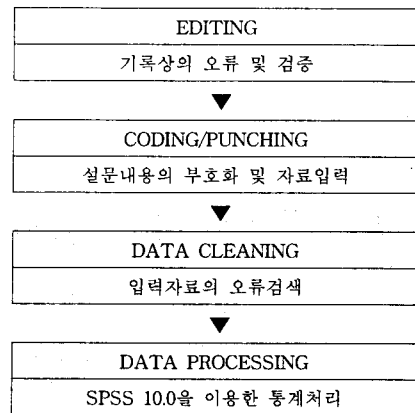 EDITING
기록상의 오류 및 검증
CODING/PUNCHING
설문내용의 부호화 및 자료입력
DATA CLEANING
입력자료의 오류검색
DATA PROCESSING
SPSS 10.0을 이용한 통계처리